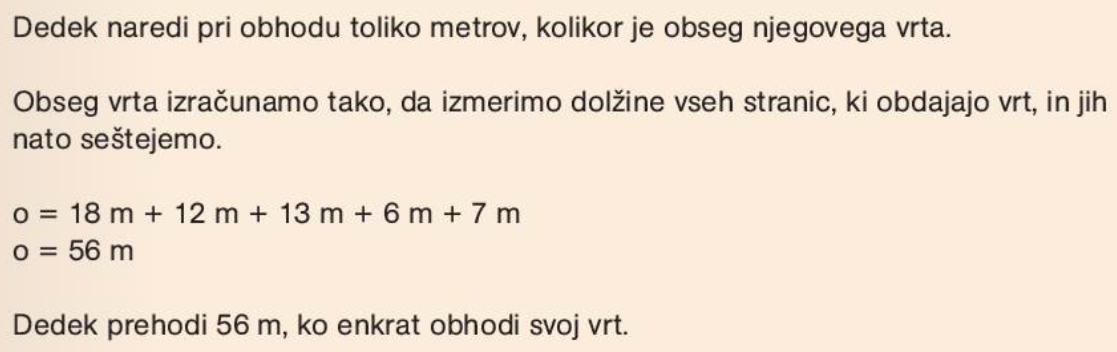 Dedek naredi pri obhodu toliko metrov, kolikor je obseg njegovega vrta.
Obseg vrta izračunamo tako, da izmerimo dolžine vseh stranic, ki obdajajo vrt, in jih
nato seštejemo.
o = 18 m + 12 m + 13 m + 6 m + 7 m
o = 56 m
Dedek prehodi 56 m, ko enkrat obhodi svoj vrt.